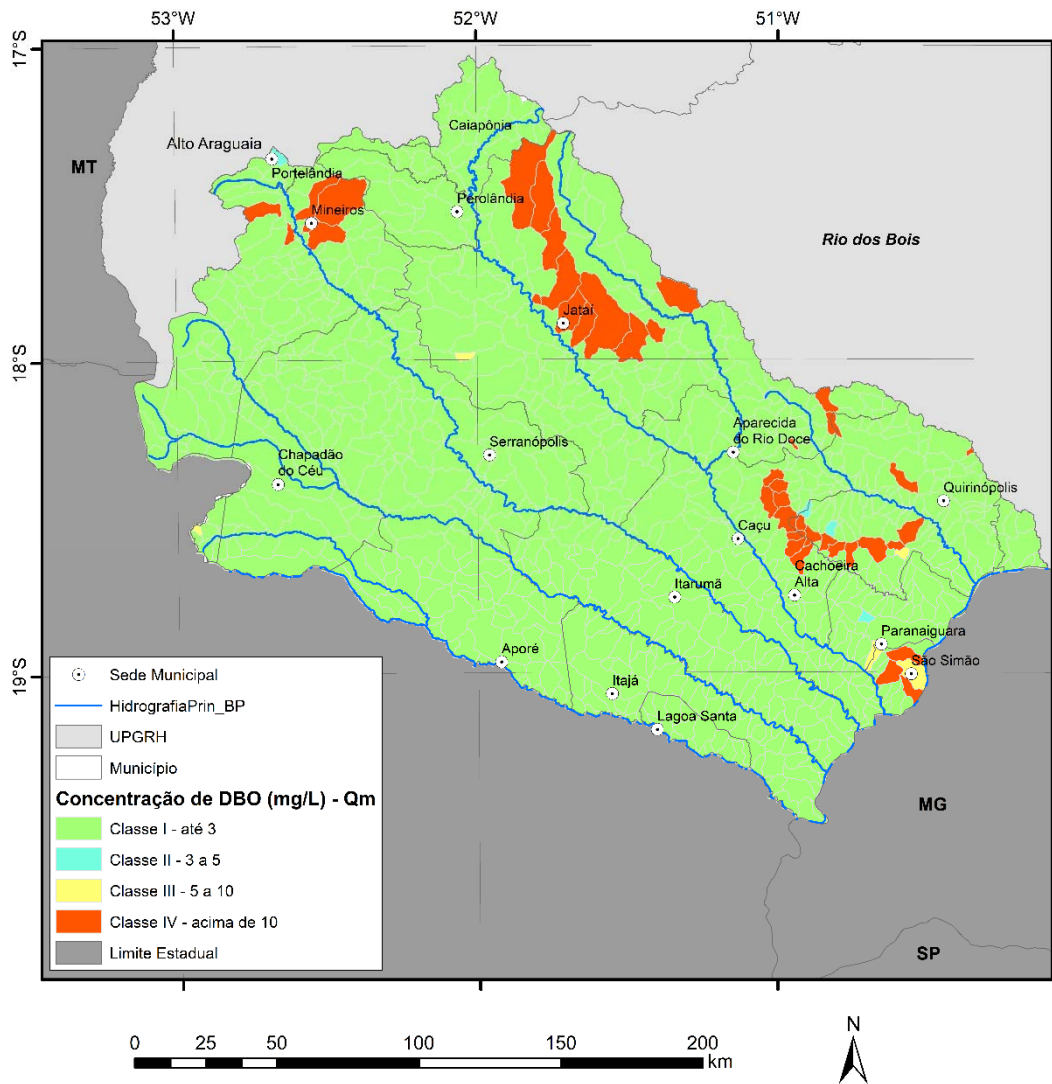 53°W
52°W
51°W
17°S
18°S
19°S
MT
Caiapônia
Alto Araguaia
Portelândia
Mineiros
Perolândia
Rio dos Bois
Jataí
Aparecida
do Rio Doce
Chapadão
do Céu
Serranópolis
Quirinópolis
Caçu
Cachoeira
Alta
Itarumã
Paranaiguara
São Simão
Aporé
Itajá
Lagoa Santa
MG
SP
Sede Municipal
HidrografiaPrin_BP
UPGRH
Município
Concentração de DBO (mg/L) - Qm
Classe I - até 3
Classe II - 3 a 5
Classe III - 5 a 10
Classe IV - acima de 10
Limite Estadual
53°W
52°W
51°W
0 25 50 100 150 200
km
N